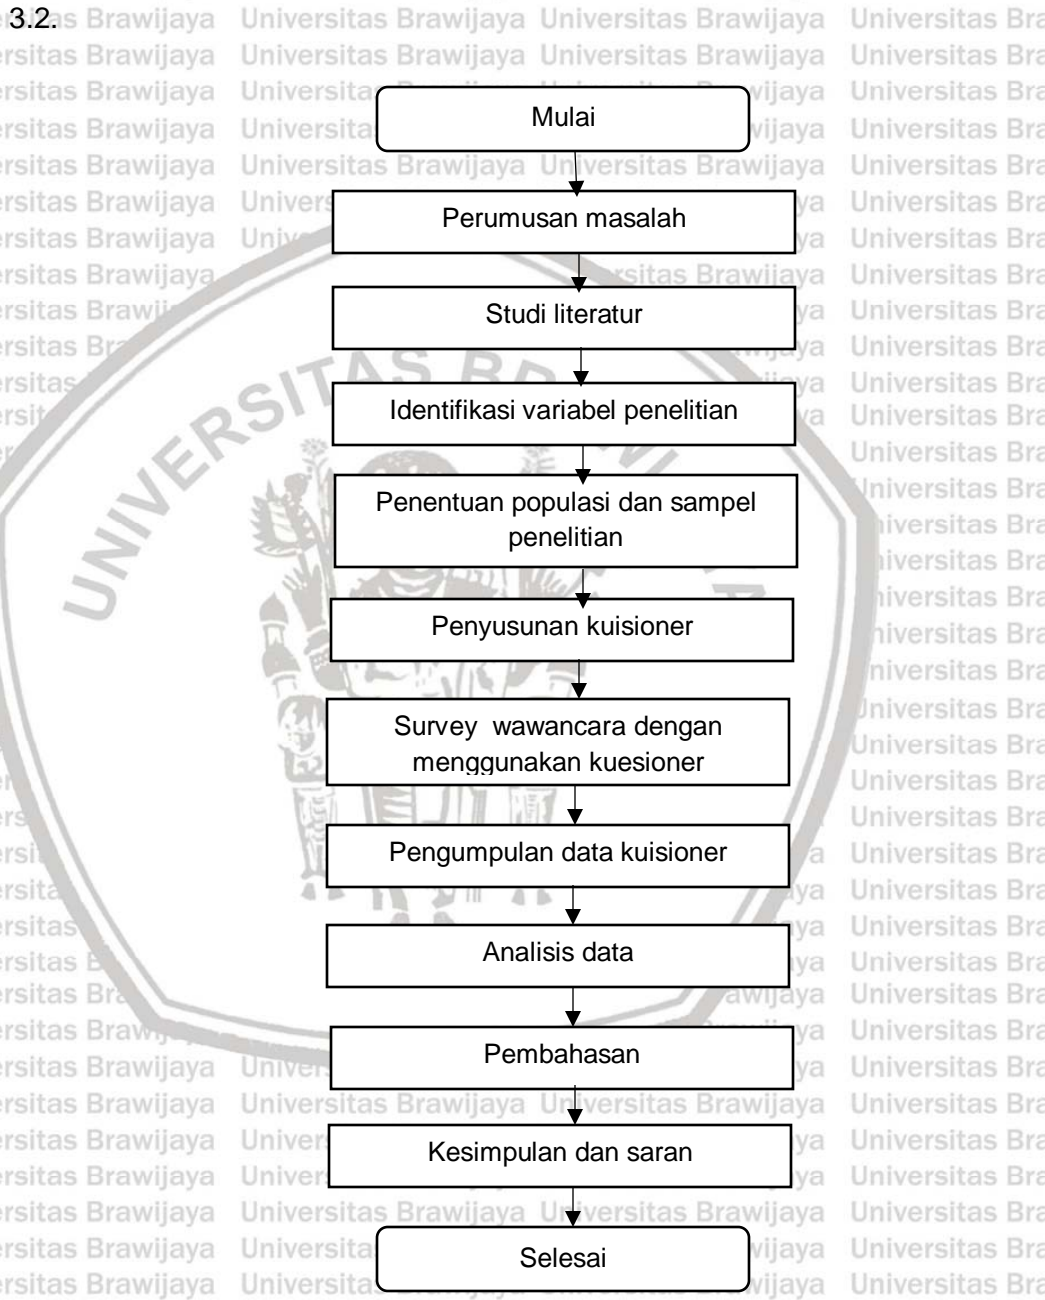 3.2.
Mulai
Perumusan masalah
Studi literatur
Identifikasi variabel penelitian
Penentuan populasi dan sampel
penelitian
Penyusunan kuisioner
Survey wawancara dengan
menggunakan kuesioner
Pengumpulan data kuisioner
Analisis data
Pembahasan
Kesimpulan dan saran
Selesai